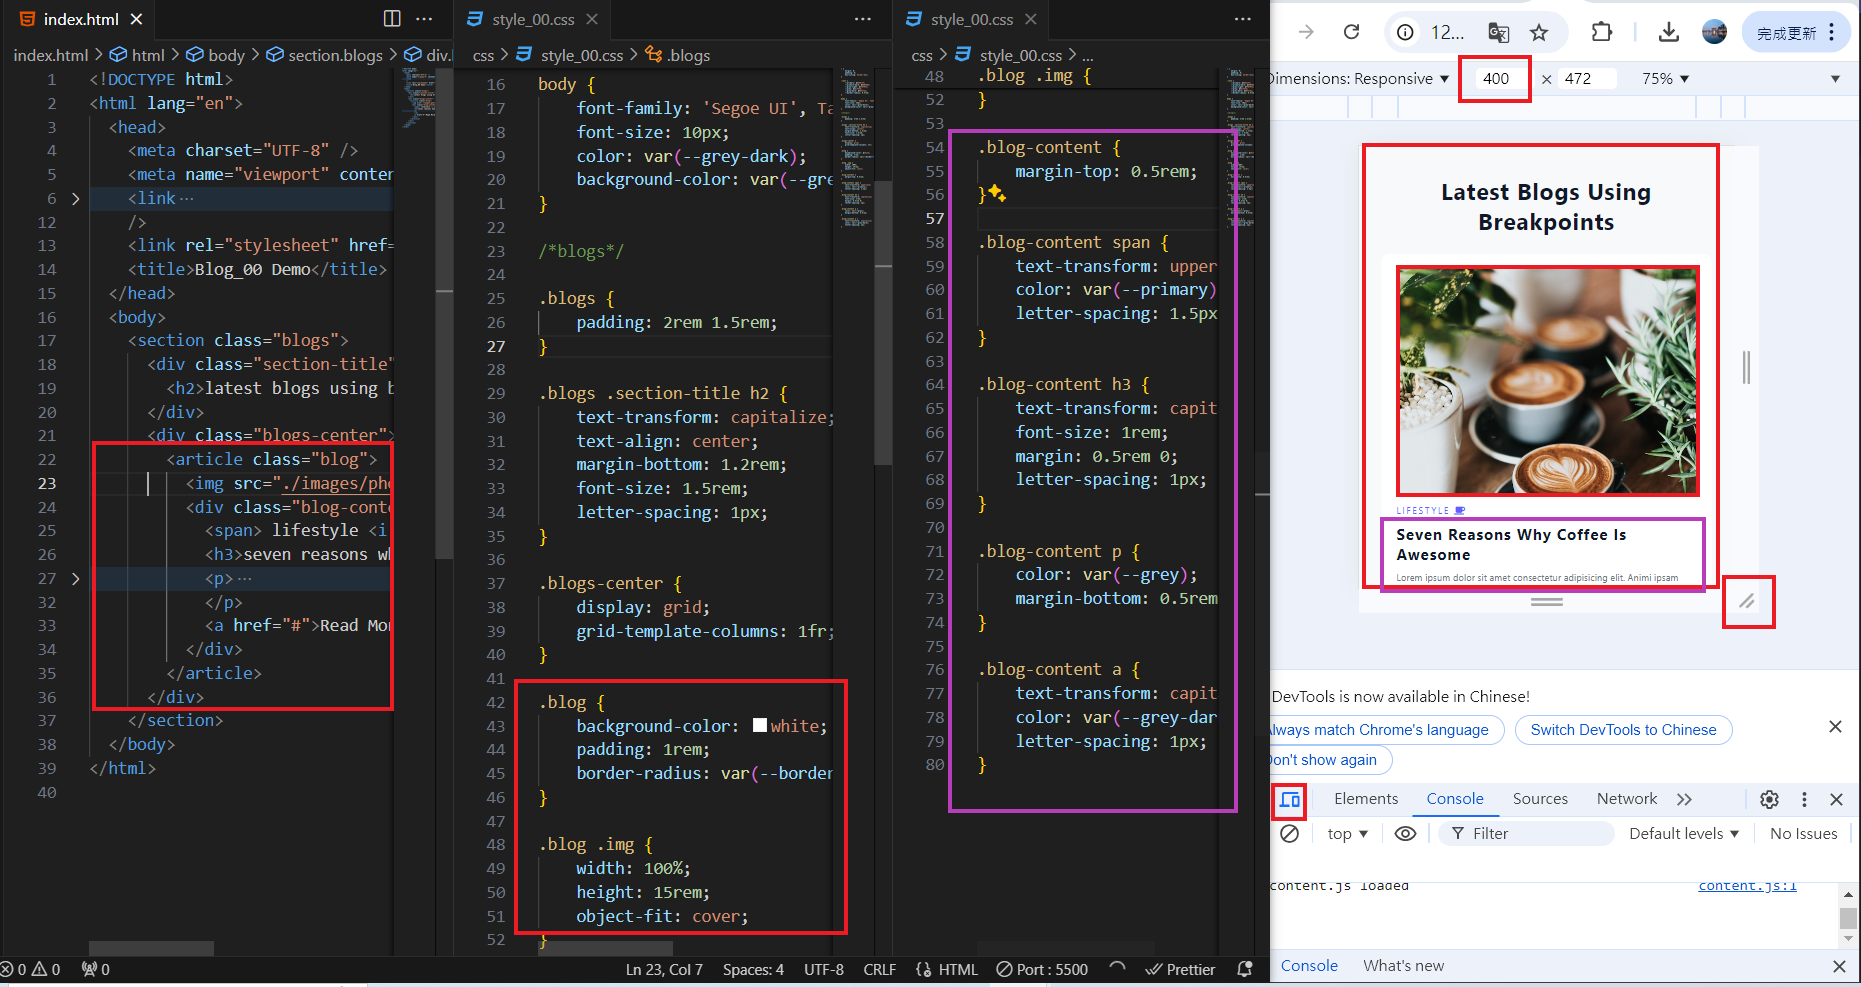 index.html
index.html > html > body > section.blogs > div.
1 <!DOCTYPE html>
2 <html lang="en">
3 <head>
4 <meta charset="UTF-8" />
5 <meta name="viewport" conten
6 <link ···
12 />
13 <link rel="stylesheet" href=
14 <title>Blog_00 Demo</title>
15 </head>
16 <body>
17 <section class="blogs">
18 <div class="section-title"
19 <h2>latest blogs using b
20 </div>
21 <div class="blogs-center">
22 <article class="blog">
23 <img src="./images/pho
24 <div class="blog-conte
25 <span> lifestyle <i
26 <h3>seven reasons wh
27 <p> ···
32 </p>
33 <a href="#">Read Mor
34 </div>
35 </article>
36 </div>
37 </section>
38 </body>
39 </html>
40
style_00.css
css > style_00.css > .blogs
16 body {
17 font-family: 'Segoe UI', Ta
18 font-size: 10px;
19 color: var(--grey-dark);
20 background-color: var(--gre
21 }
22
23 /*blogs*/
24
25 .blogs {
26 padding: 2rem 1.5rem;
27 }
28
29 .blogs .section-title h2 {
30 text-transform: capitalize;
31 text-align: center;
32 margin-bottom: 1.2rem;
33 font-size: 1.5rem;
34 letter-spacing: 1px;
35 }
36
37 .blogs-center {
38 display: grid;
39 grid-template-columns: 1fr;
40 }
41
42 .blog {
43 background-color: white;
44 padding: 1rem;
45 border-radius: var(--border
46 }
47
48 .blog .img {
49 width: 100%;
50 height: 15rem;
51 object-fit: cover;
52 }
style_00.css
css > style_00.css > ...
48 .blog .img {
52 }
53
54 .blog-content {
55 margin-top: 0.5rem;
56 }
57
58 .blog-content span {
59 text-transform: upper
60 color: var(--primary)
61 letter-spacing: 1.5px
62 }
63
64 .blog-content h3 {
65 text-transform: capit
66 font-size: 1rem;
67 margin: 0.5rem 0;
68 letter-spacing: 1px;
69 }
70
71 .blog-content p {
72 color: var(--grey);
73 margin-bottom: 0.5rem
74 }
75
76 .blog-content a {
77 text-transform: capit
78 color: var(--grey-dar
79 letter-spacing: 1px;
80 }
0 0 0
Ln 23, Col 7 Spaces: 4 UTF-8 CRLF HTML Port : 5500 Prettier
12... 完成更新
Dimensions: Responsive 400 × 472 75%
Latest Blogs Using
Breakpoints
LIFESTYLE
Seven Reasons Why Coffee Is
Awesome
Lorem ipsum dolor sit amet consectetur adipisicing elit. Animi ipsam
DevTools is now available in Chinese!
Always match Chrome's language Switch DevTools to Chinese
Don't show again
Elements Console Sources Network
top Filter Default levels No Issues
content.js loaded content.js:1
Console What's new